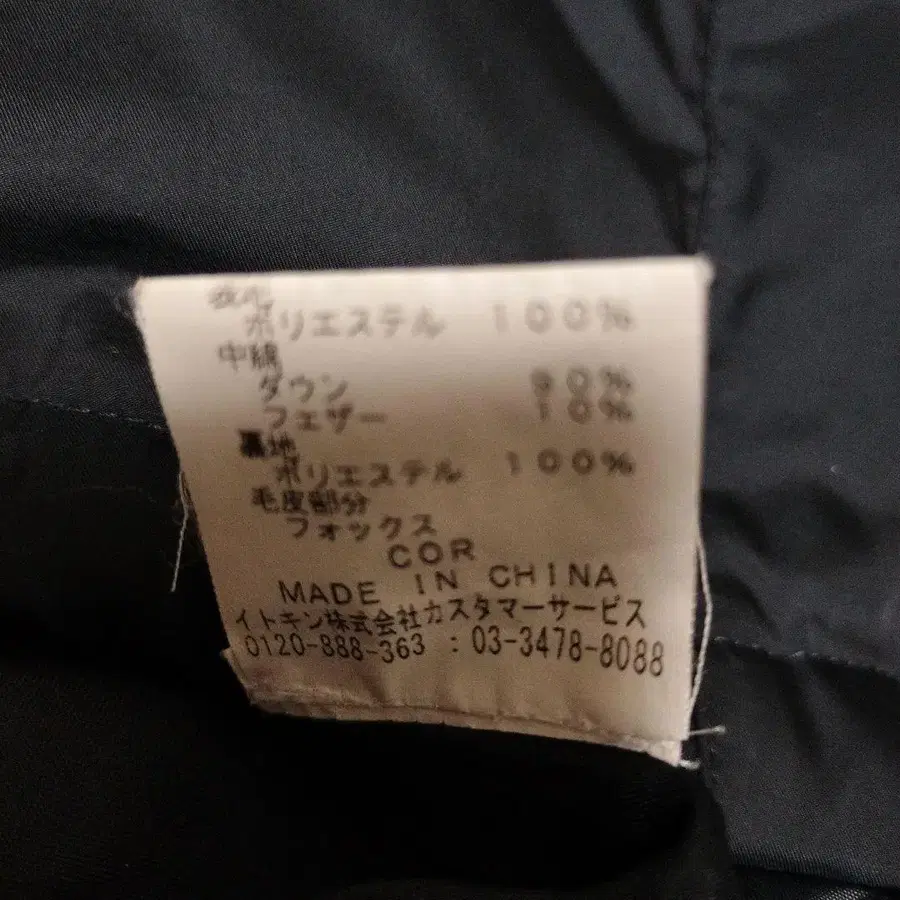 ポリエステル 100%
中綿
ダウン 90%
フェザー 10%
裏地
ポリエステル 100%
毛皮部分
フォックス
COR
MADE IN CHINA
イトキン株式会社カスタマーサービス
0120-888-363 : 03-3478-8088